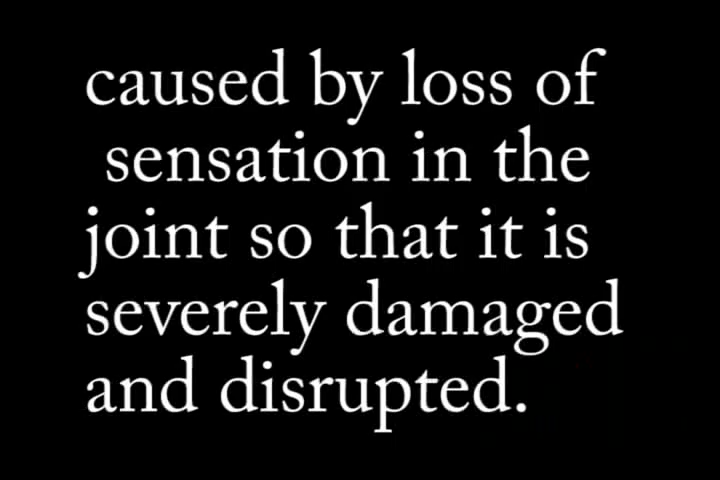 caused by loss of
sensation in the
joint so that it is
severely damaged
and disrupted.